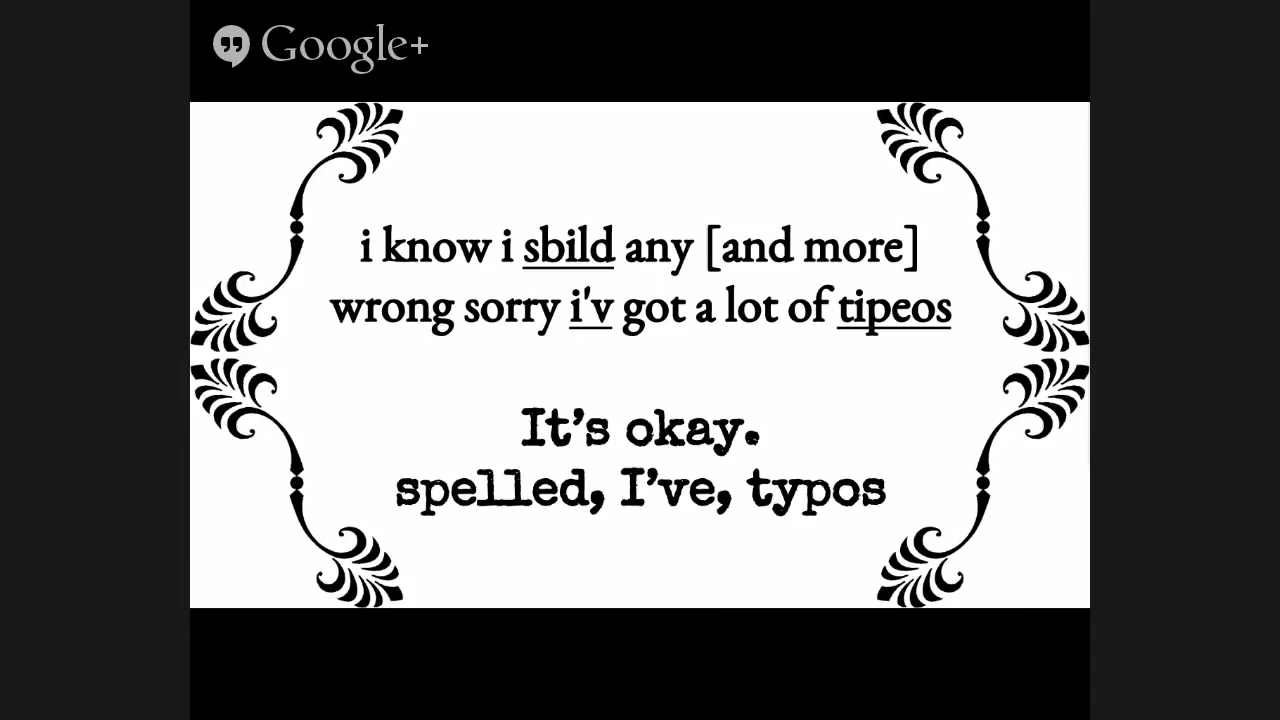 Google+
i know i sbild any [and more]
wrong sorry i'v got a lot of tipeos
It's okay.
spelled, I've, typos